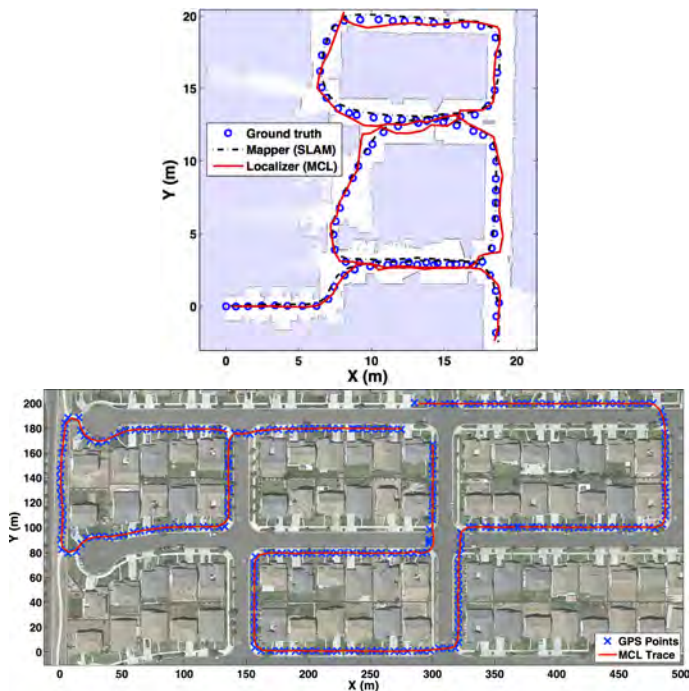 20
15
10
5
0
Y (m)
Ground truth
Mapper (SLAM)
Localizer (MCL)
0 5 10 15 20
X (m)
200
180
160
140
120
100
80
60
40
20
0
Y (m)
GPS Points
MCL Trace
0 50 100 150 200 250 300 350 400 450 500
X (m)